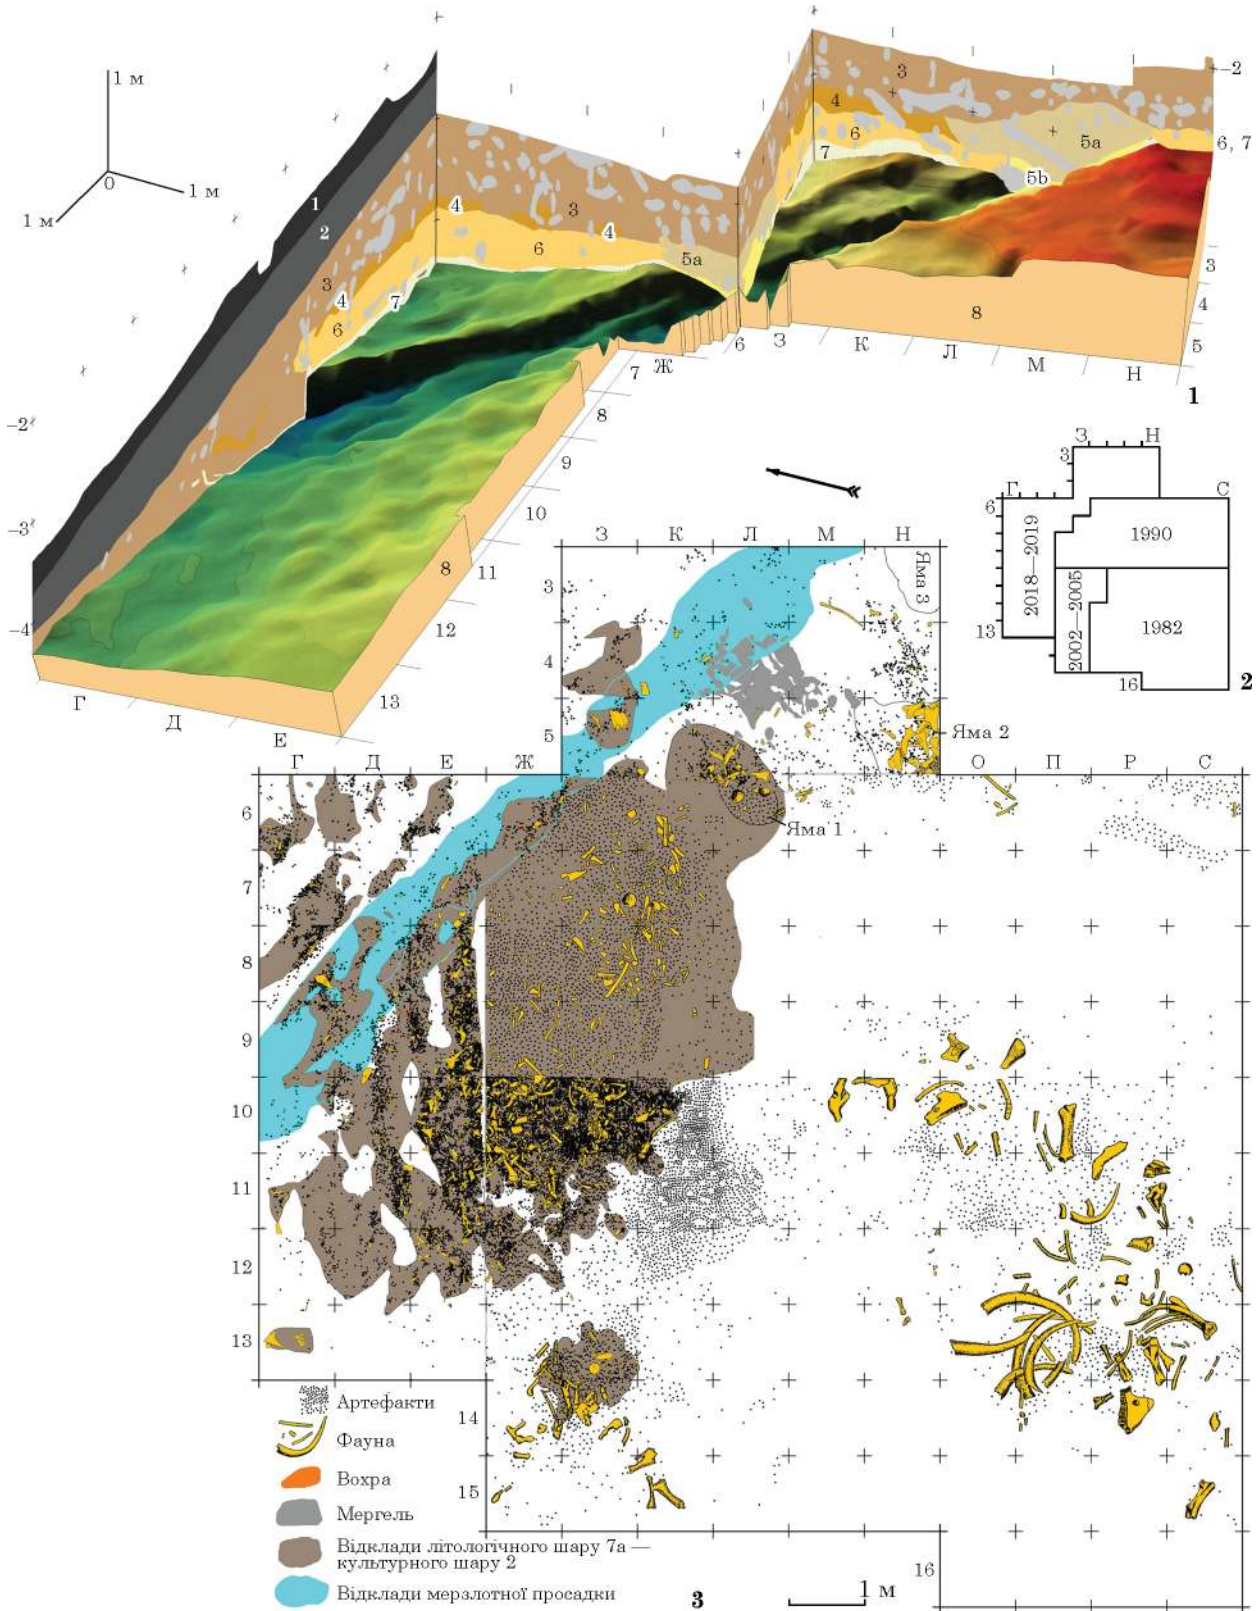 1 м
0
1 м
1 м
1
2
3
4
6
7
4
3
4
6
5а
3
4
6
7
5а
5b
−2
6, 7
8
3
4
5
З
К
Л
М
Н
6
Ж
7
8
9
10
8
11
12
13
Г
Д
Е
−2
−3
−4
1
З
Н
3
Г
С
6
2018—2019
1990
2002—2005
1982
13
16
2
З
К
Л
М
Н
3
Яма 3
4
5
Яма 2
Г
Д
Е
Ж
О
П
Р
С
6
Яма 1
7
8
9
10
11
12
13
14
15
16
Артефакти
Фауна
Вохра
Мергель
Відклади літологічного шару 7а —
культурного шару 2
Відклади мерзлотної просадки
3
1 м